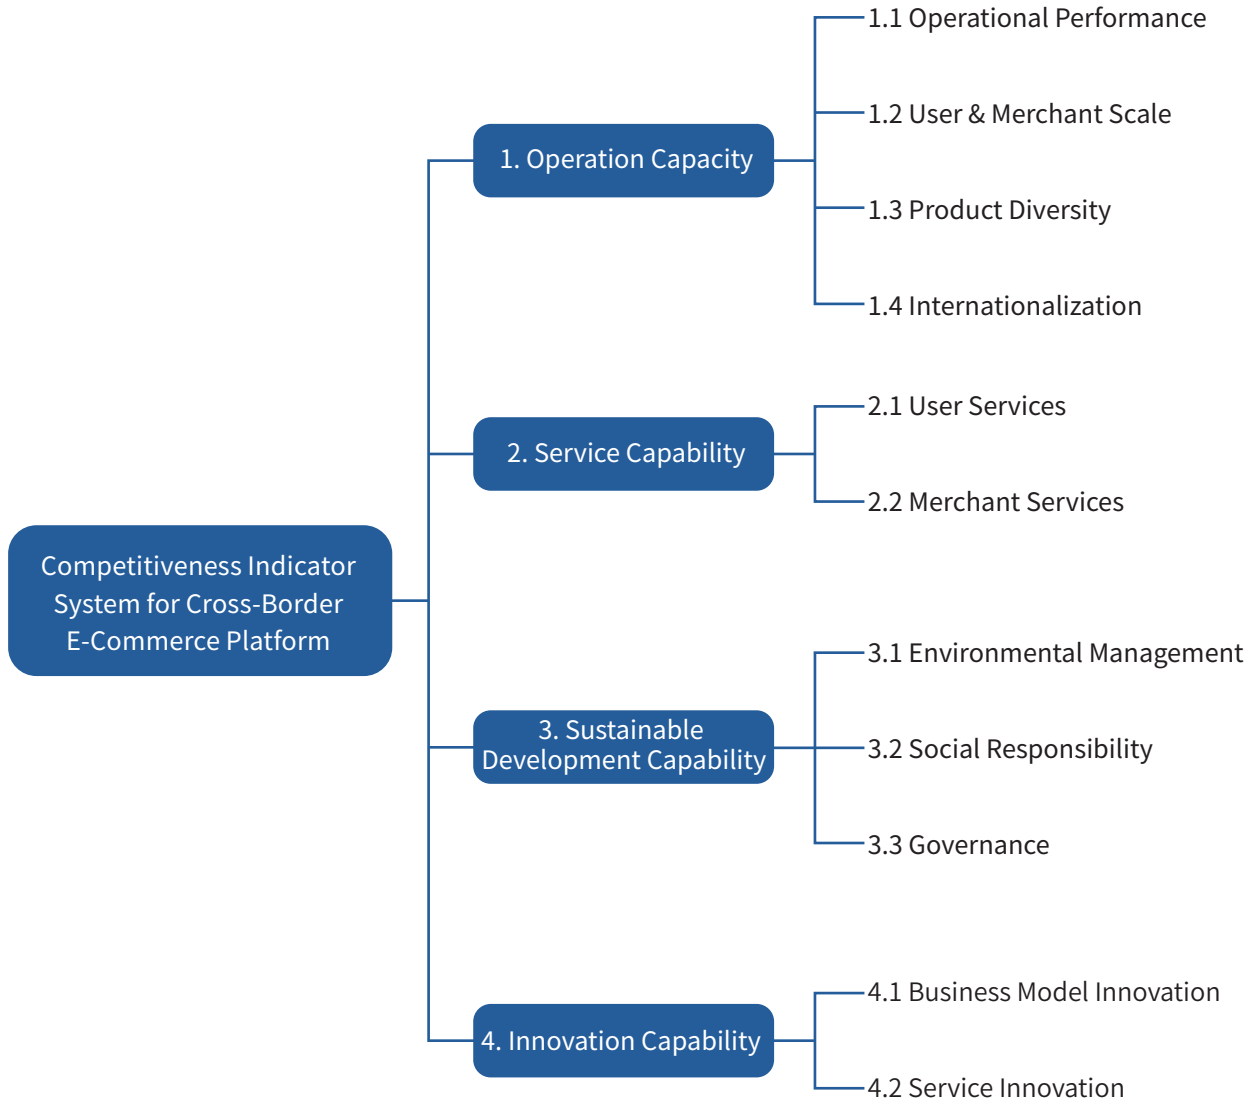 Competitiveness Indicator
System for Cross-Border
E-Commerce Platform
1. Operation Capacity
1.1 Operational Performance
1.2 User & Merchant Scale
1.3 Product Diversity
1.4 Internationalization
2. Service Capability
2.1 User Services
2.2 Merchant Services
3. Sustainable
Development Capability
3.1 Environmental Management
3.2 Social Responsibility
3.3 Governance
4. Innovation Capability
4.1 Business Model Innovation
4.2 Service Innovation